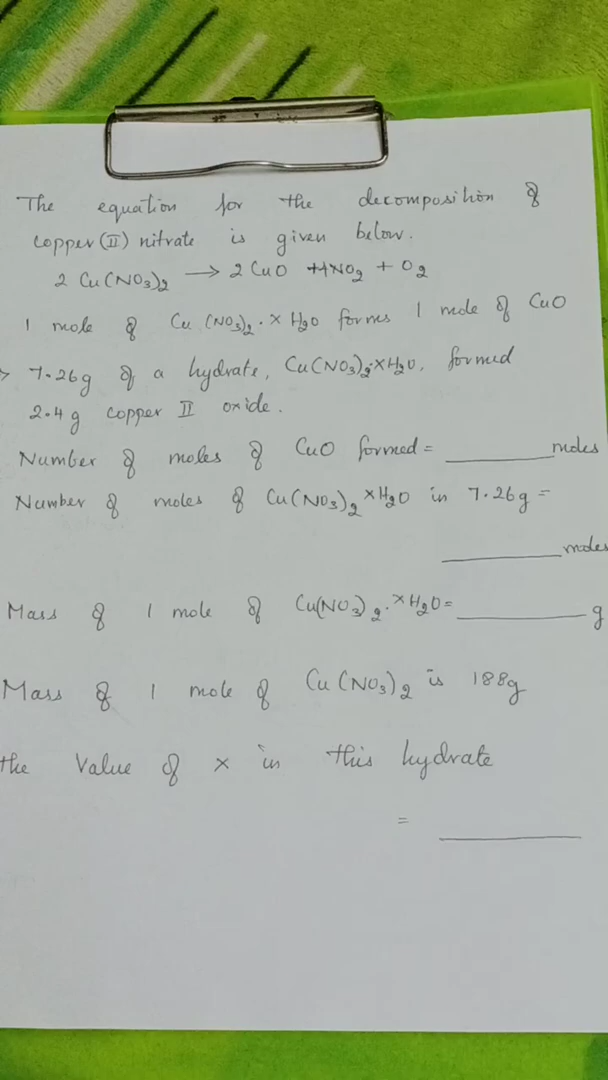 The equation for the decomposition of
copper (II) nitrate is given below.
2 Cu(NO₃)₂ → 2 CuO + 4NO₂ + O₂
1 mole of Cu (NO₃)₂ . x H₂O forms 1 mole of CuO
> 7.26g of a hydrate, Cu(NO₃)₂.xH₂O, formed
2.4 g copper II oxide.
Number of moles of CuO formed = ________ moles
Number of moles of Cu(NO₃)₂ xH₂O in 7.26g =
________ moles
Mass of 1 mole of Cu(NO₃)₂.xH₂O = ________ g
Mass of 1 mole of Cu (NO₃)₂ is 188g
the Value of x in this hydrate
= ________